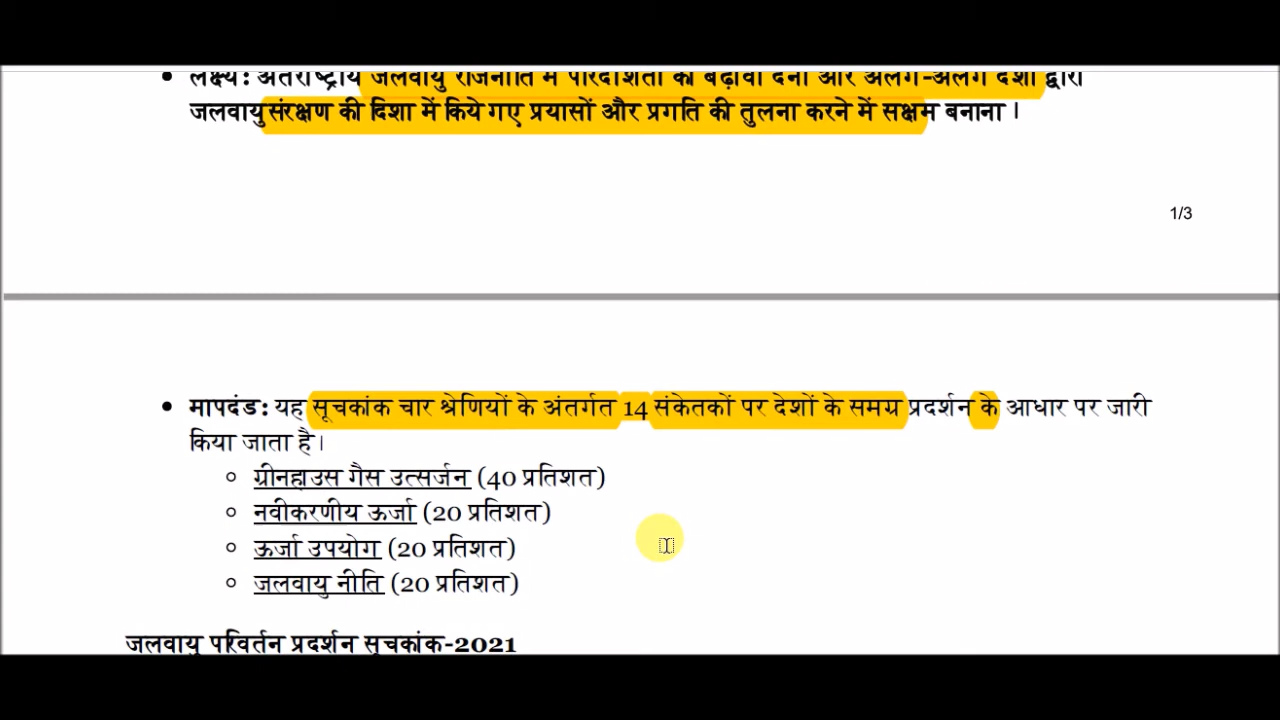 • लक्ष्य: अंतर्राष्ट्रीय जलवायु राजनीति में पारदर्शिता को बढ़ावा देना और अलग-अलग देशों द्वारा
जलवायु संरक्षण की दिशा में किये गए प्रयासों और प्रगति की तुलना करने में सक्षम बनाना।
1/3
• मापदंड: यह सूचकांक चार श्रेणियों के अंतर्गत 14 संकेतकों पर देशों के समग्र प्रदर्शन के आधार पर जारी
किया जाता है।
○ ग्रीनहाउस गैस उत्सर्जन (40 प्रतिशत)
○ नवीकरणीय ऊर्जा (20 प्रतिशत)
○ ऊर्जा उपयोग (20 प्रतिशत)
○ जलवायु नीति (20 प्रतिशत)
जलवायु परिवर्तन प्रदर्शन सूचकांक-2021